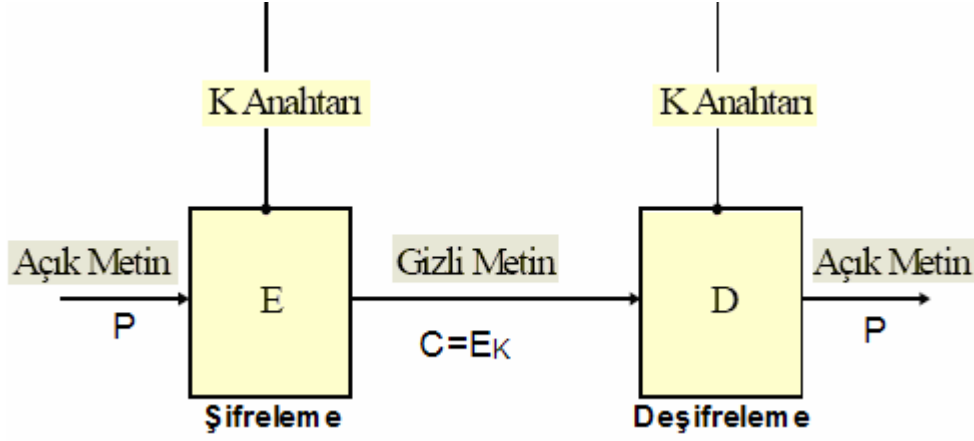 K Anahtarı
K Anahtarı
Açık Metin
Gizli Metin
Açık Metin
E
D
P
C=EK
P
Şifreleme
Deşifreleme